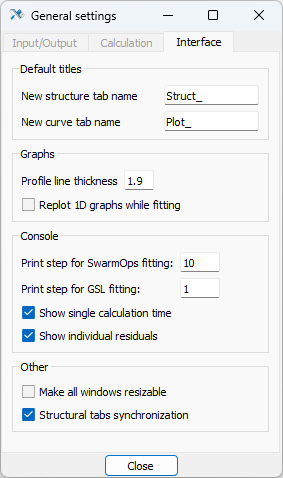 General settings
Input/Output Calculation Interface
Default titles
New structure tab name Struct_
New curve tab name Plot_
Graphs
Profile line thickness 1.9
Replot 1D graphs while fitting
Console
Print step for SwarmOps fitting: 10
Print step for GSL fitting: 1
Show single calculation time
Show individual residuals
Other
Make all windows resizable
Structural tabs synchronization
Close